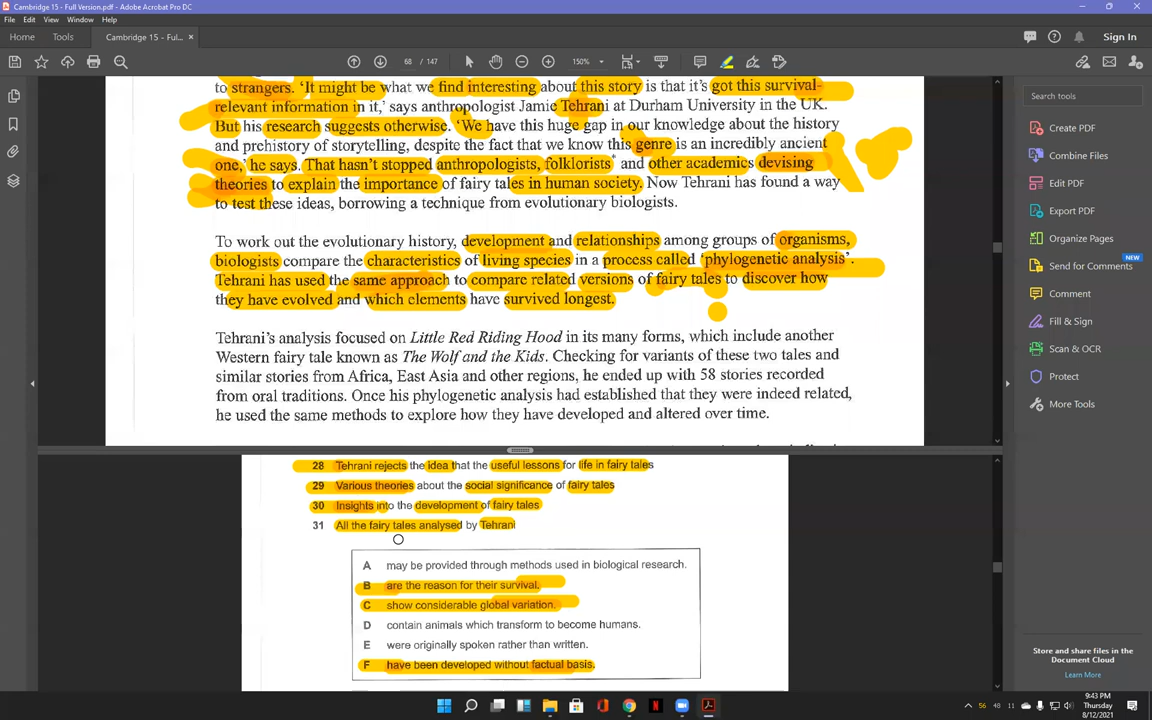 Cambridge 15 - Full Version.pdf - Adobe Acrobat Pro DC
File Edit View Window Help
Home Tools Cambridge 15 - Ful... × Sign In
68 / 147 150%
to strangers. ‘It might be what we find interesting about this story is that it’s got this survival-
relevant information in it,’ says anthropologist Jamie Tehrani at Durham University in the UK.
But his research suggests otherwise. ‘We have this huge gap in our knowledge about the history
and prehistory of storytelling, despite the fact that we know this genre is an incredibly ancient
one,’ he says. That hasn’t stopped anthropologists, folklorists* and other academics devising
theories to explain the importance of fairy tales in human society. Now Tehrani has found a way
to test these ideas, borrowing a technique from evolutionary biologists.
To work out the evolutionary history, development and relationships among groups of organisms,
biologists compare the characteristics of living species in a process called ‘phylogenetic analysis’.
Tehrani has used the same approach to compare related versions of fairy tales to discover how
they have evolved and which elements have survived longest.
Tehrani’s analysis focused on Little Red Riding Hood in its many forms, which include another
Western fairy tale known as The Wolf and the Kids. Checking for variants of these two tales and
similar stories from Africa, East Asia and other regions, he ended up with 58 stories recorded
from oral traditions. Once his phylogenetic analysis had established that they were indeed related,
he used the same methods to explore how they have developed and altered over time.
28 Tehrani rejects the idea that the useful lessons for life in fairy tales
29 Various theories about the social significance of fairy tales
30 Insights into the development of fairy tales
31 All the fairy tales analysed by Tehrani
A may be provided through methods used in biological research.
B are the reason for their survival.
C show considerable global variation.
D contain animals which transform to become humans.
E were originally spoken rather than written.
F have been developed without factual basis.
Search tools
Create PDF
Combine Files
Edit PDF
Export PDF
Organize Pages
NEW
Send for Comments
Comment
Fill & Sign
Scan & OCR
Protect
More Tools
Store and share files in the
Document Cloud
Learn More
56 48 11
9:43 PM
Thursday
8/12/2021